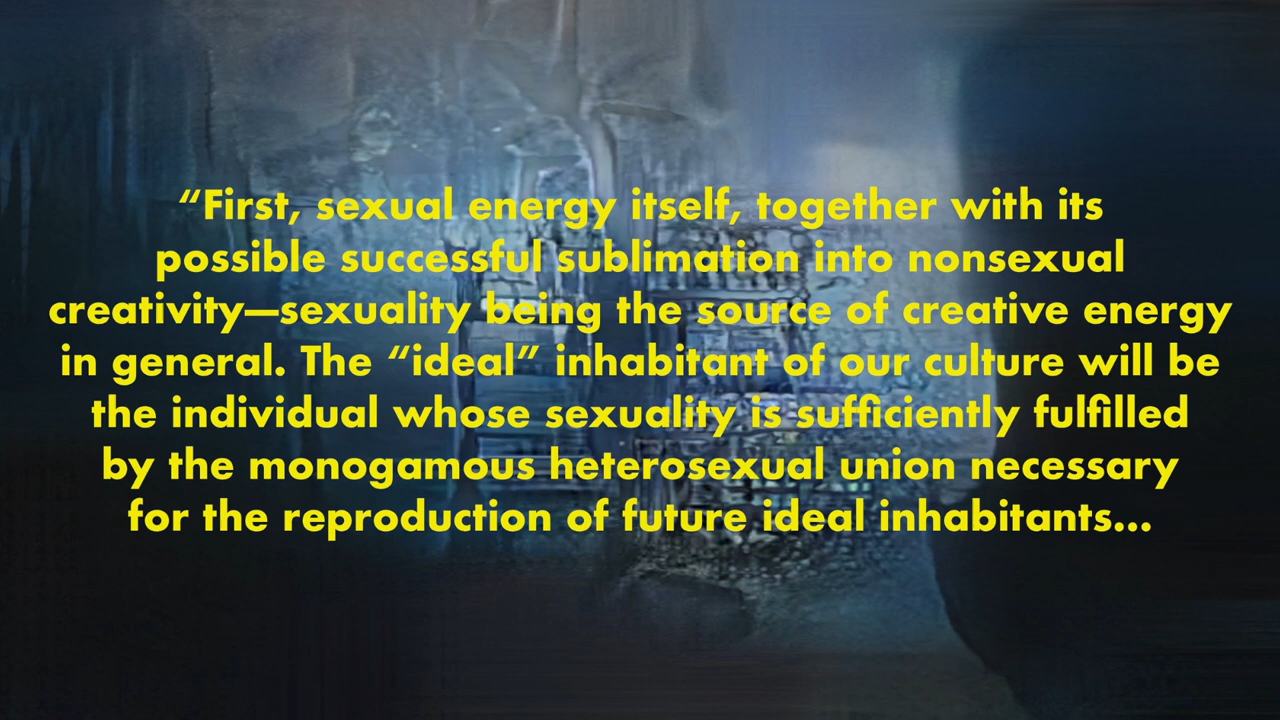 “First, sexual energy itself, together with its
possible successful sublimation into nonsexual
creativity—sexuality being the source of creative energy
in general. The “ideal” inhabitant of our culture will be
the individual whose sexuality is sufficiently fulfilled
by the monogamous heterosexual union necessary
for the reproduction of future ideal inhabitants...